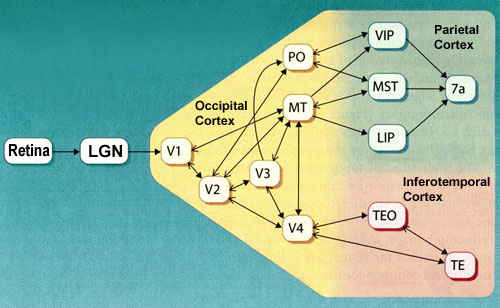 PO
VIP
Parietal
Cortex
MST
7a
Occipital
Cortex
MT
LIP
Retina
LGN
V1
V2
V3
V4
Inferotemporal
Cortex
TEO
TE